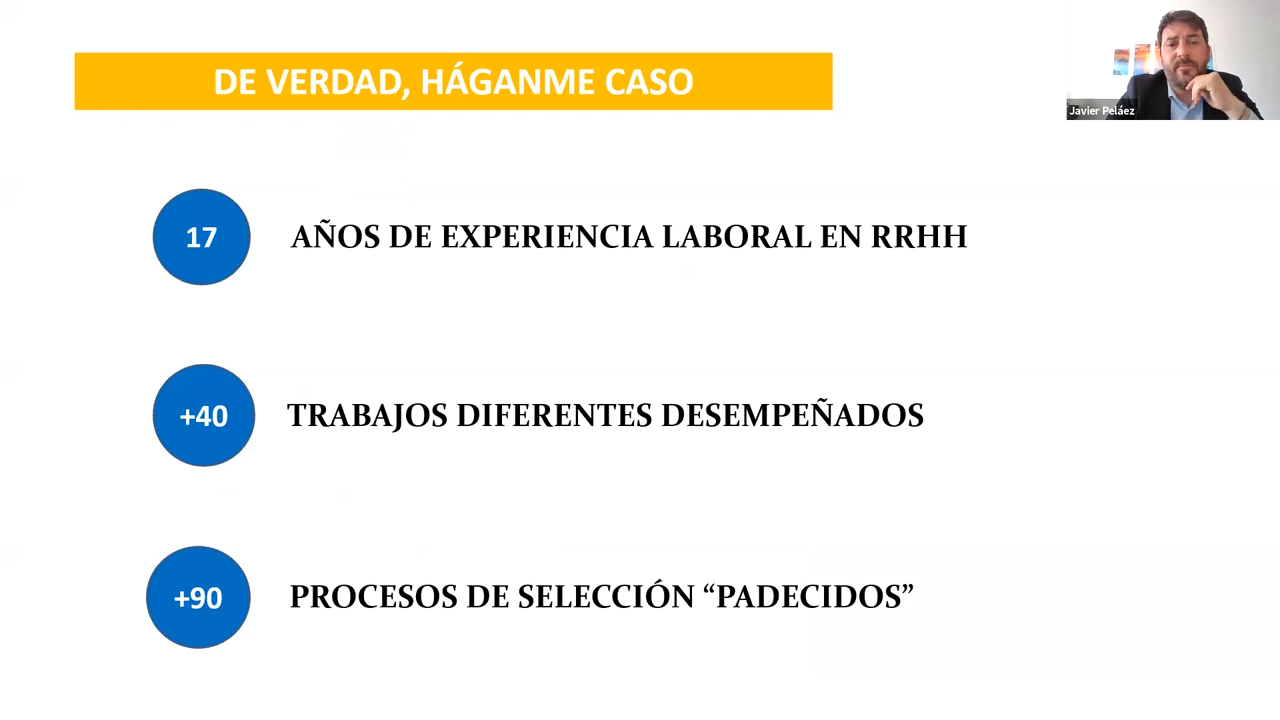 DE VERDAD, HÁGANME CASO
Javier Peláez
17
AÑOS DE EXPERIENCIA LABORAL EN RRHH
+40
TRABAJOS DIFERENTES DESEMPEÑADOS
+90
PROCESOS DE SELECCIÓN “PADECIDOS”